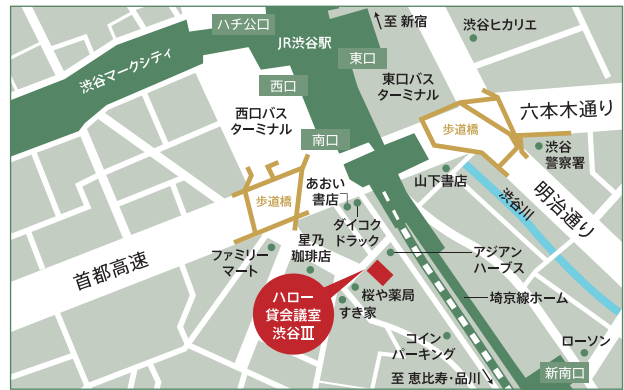 ハチ公口
至 新宿
渋谷ヒカリエ
JR渋谷駅
東口
渋谷マークシティ
西口
東口バス
ターミナル
六本木通り
西口バス
ターミナル
歩道橋
南口
渋谷
警察署
山下書店
あおい
書店
歩道橋
渋谷川
明治通り
ダイコク
ドラック
星乃
珈琲店
ファミリー
マート
アジアン
ハーブス
首都高速
ハロー
貸会議室
渋谷Ⅲ
桜や薬局
すき家
埼京線ホーム
コイン
パーキング
ローソン
新南口
至 恵比寿・品川